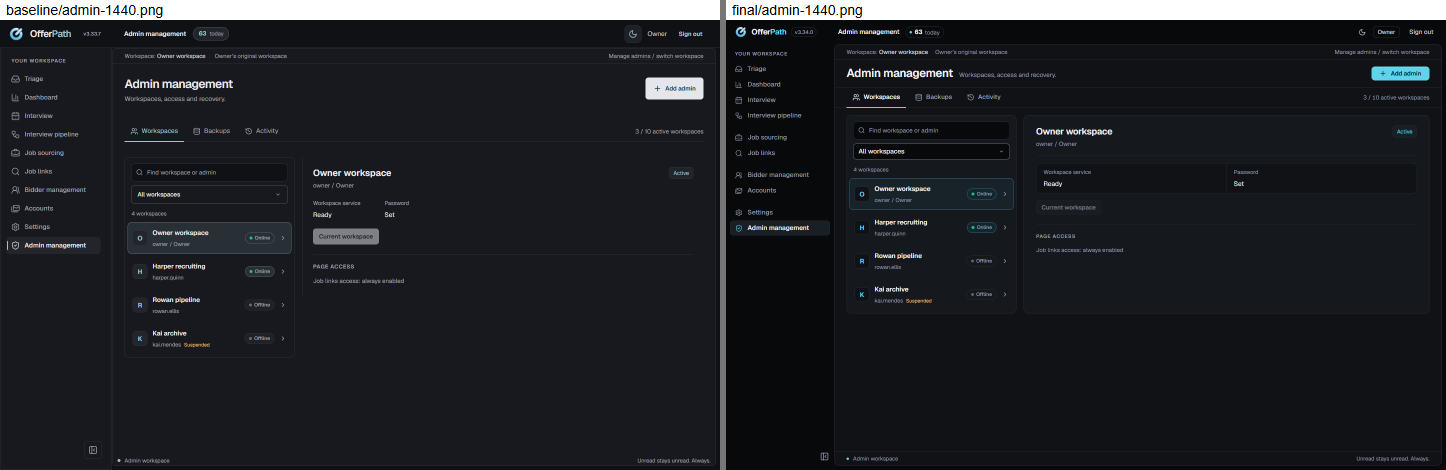 baseline/admin-1440.png
OfferPath v3.33.7 Admin management 63 today Owner Sign out
YOUR WORKSPACE
Triage
Dashboard
Interview
Interview pipeline
Job sourcing
Job links
Bidder management
Accounts
Settings
Admin management
Workspace: Owner workspace Owner's original workspace Manage admins / switch workspace
Admin management
Workspaces, access and recovery.
Add admin
Workspaces Backups Activity 3 / 10 active workspaces
Find workspace or admin
All workspaces
4 workspaces
O Owner workspace
owner / Owner
Online
H Harper recruiting
harper.quinn
Online
R Rowan pipeline
rowan.ellis
Offline
K Kai archive
kai.mendes Suspended
Offline
Owner workspace Active
owner / Owner
Workspace service Password
Ready Set
Current workspace
PAGE ACCESS
Job links access: always enabled
Admin workspace Unread stays unread. Always.
final/admin-1440.png
OfferPath v3.34.0 Admin management 63 today Owner Sign out
YOUR WORKSPACE
Triage
Dashboard
Interview
Interview pipeline
Job sourcing
Job links
Bidder management
Accounts
Settings
Admin management
Workspace: Owner workspace Owner's original workspace Manage admins / switch workspace
Admin management Workspaces, access and recovery. Add admin
Workspaces Backups Activity 3 / 10 active workspaces
Find workspace or admin
All workspaces
4 workspaces
O Owner workspace
owner / Owner
Online
H Harper recruiting
harper.quinn
Online
R Rowan pipeline
rowan.ellis
Offline
K Kai archive
kai.mendes Suspended
Offline
Owner workspace Active
owner / Owner
Workspace service Password
Ready Set
Current workspace
PAGE ACCESS
Job links access: always enabled
Admin workspace Unread stays unread. Always.